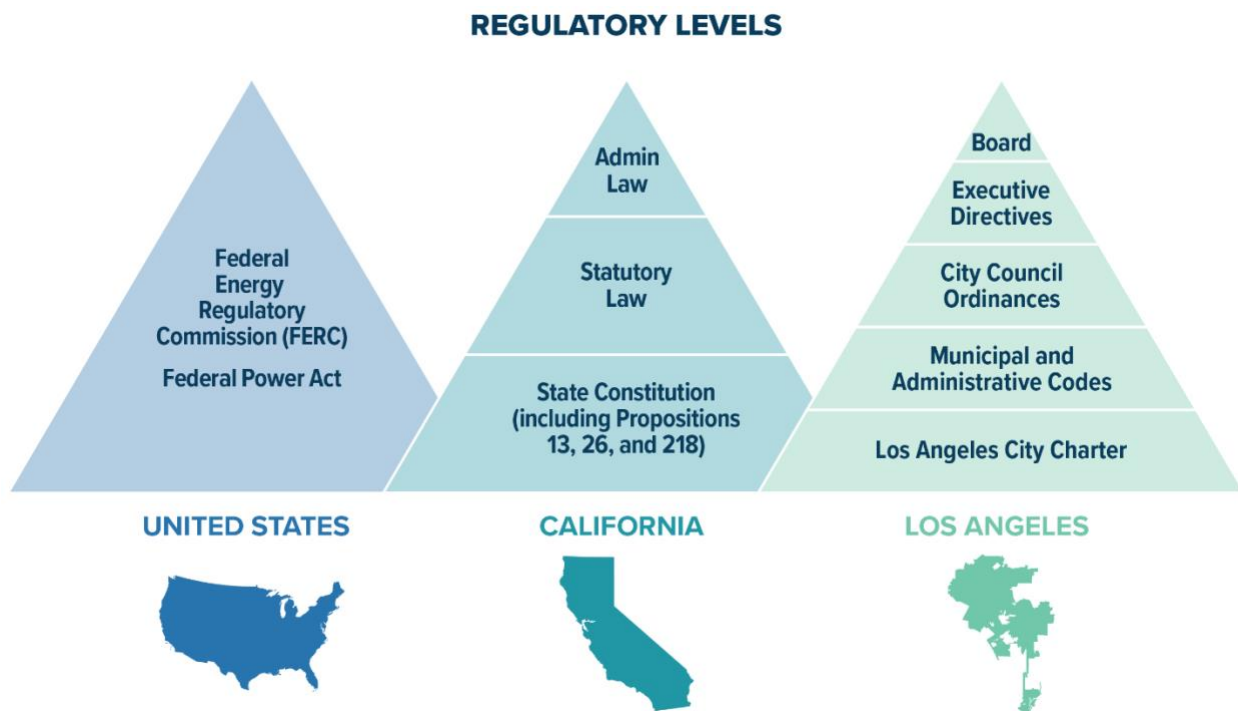 REGULATORY LEVELS
Federal
Energy
Regulatory
Commission (FERC)
Federal Power Act
Admin
Law
Statutory
Law
State Constitution
(including Propositions
13, 26, and 218)
Board
Executive
Directives
City Council
Ordinances
Municipal and
Administrative Codes
Los Angeles City Charter
UNITED STATES
CALIFORNIA
LOS ANGELES